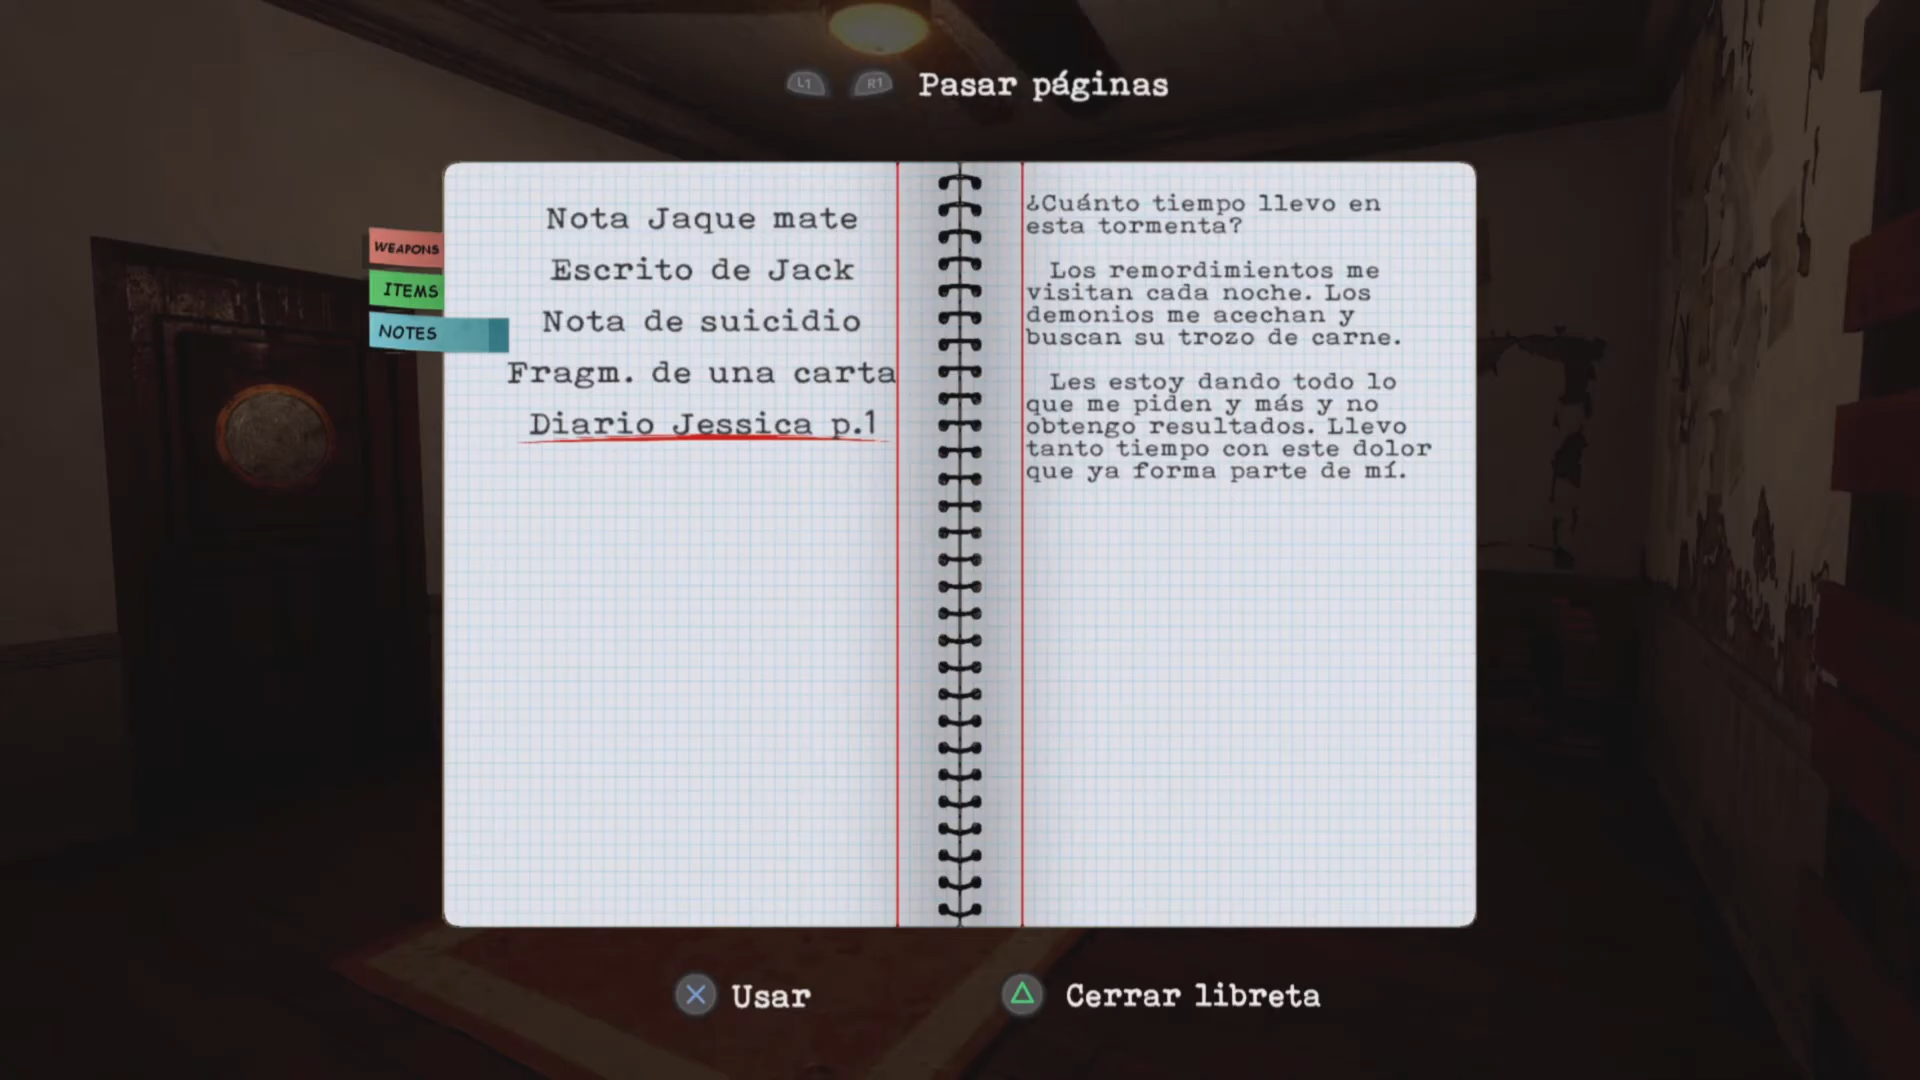 L1 R1 Pasar páginas
WEAPONS
ITEMS
NOTES
Nota Jaque mate
Escrito de Jack
Nota de suicidio
Fragm. de una carta
Diario Jessica p.1
¿Cuánto tiempo llevo en
esta tormenta?
Los remordimientos me
visitan cada noche. Los
demonios me acechan y
buscan su trozo de carne.
Les estoy dando todo lo
que me piden y más y no
obtengo resultados. Llevo
tanto tiempo con este dolor
que ya forma parte de mí.
Usar
Cerrar libreta